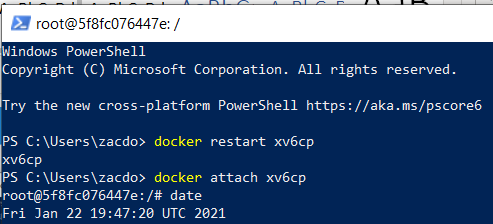 root@5f8fc076447e: /
Windows PowerShell
Copyright (C) Microsoft Corporation. All rights reserved.
Try the new cross-platform PowerShell https://aka.ms/pscore6
PS C:\Users\zacdo> docker restart xv6cp
xv6cp
PS C:\Users\zacdo> docker attach xv6cp
root@5f8fc076447e:/# date
Fri Jan 22 19:47:20 UTC 2021